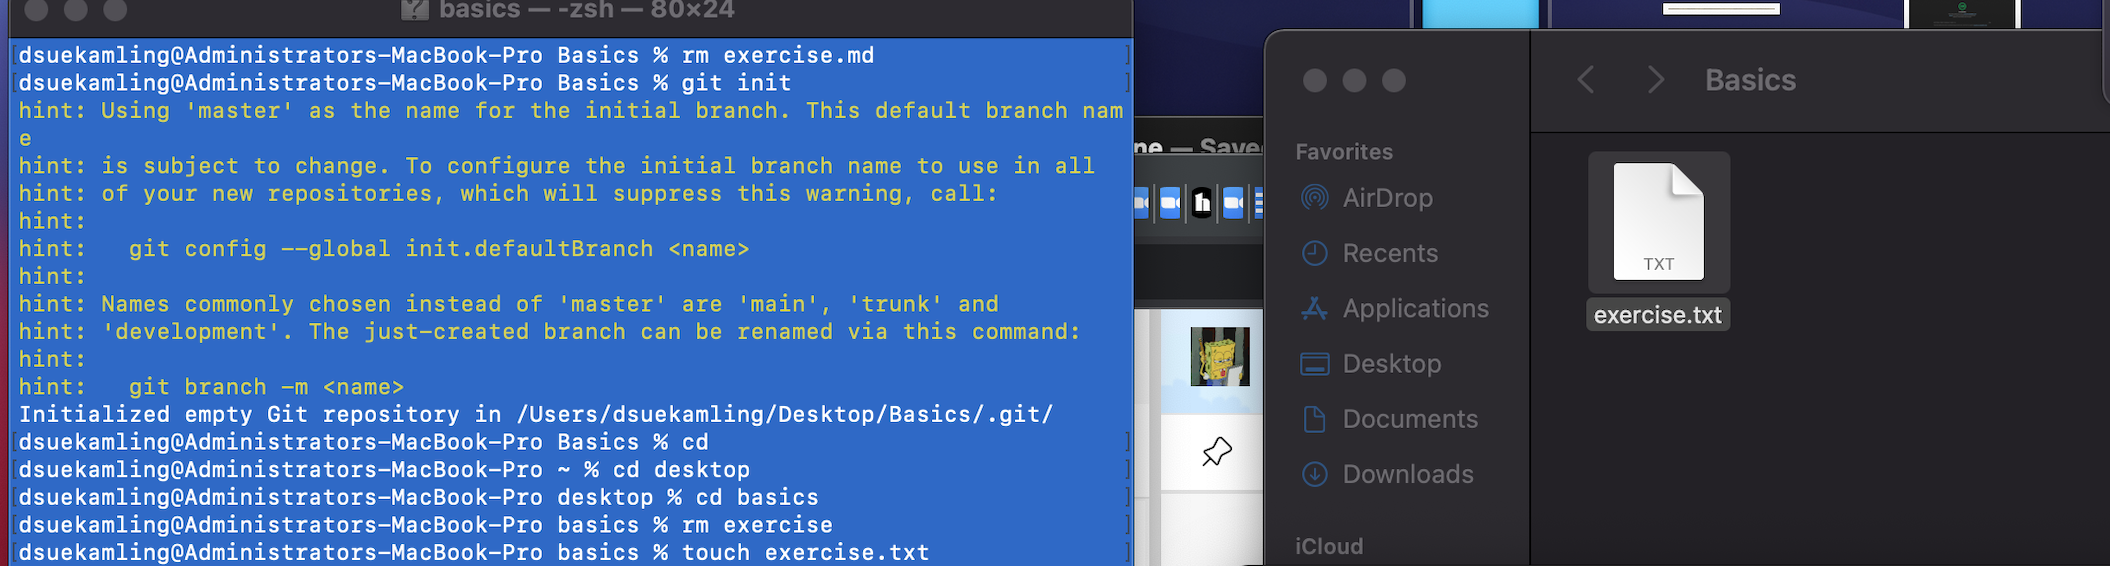 basics — -zsh — 80×24
dsuekamling@Administrators-MacBook-Pro Basics % rm exercise.md
dsuekamling@Administrators-MacBook-Pro Basics % git init
hint: Using 'master' as the name for the initial branch. This default branch nam
e
hint: is subject to change. To configure the initial branch name to use in all
hint: of your new repositories, which will suppress this warning, call:
hint:
hint:   git config --global init.defaultBranch <name>
hint:
hint: Names commonly chosen instead of 'master' are 'main', 'trunk' and
hint: 'development'. The just-created branch can be renamed via this command:
hint:
hint:   git branch -m <name>
Initialized empty Git repository in /Users/dsuekamling/Desktop/Basics/.git/
dsuekamling@Administrators-MacBook-Pro Basics % cd
dsuekamling@Administrators-MacBook-Pro ~ % cd desktop
dsuekamling@Administrators-MacBook-Pro desktop % cd basics
dsuekamling@Administrators-MacBook-Pro basics % rm exercise
dsuekamling@Administrators-MacBook-Pro basics % touch exercise.txt
ne — Save
h
Basics
Favorites
AirDrop
Recents
Applications
Desktop
Documents
Downloads
iCloud
TXT
exercise.txt